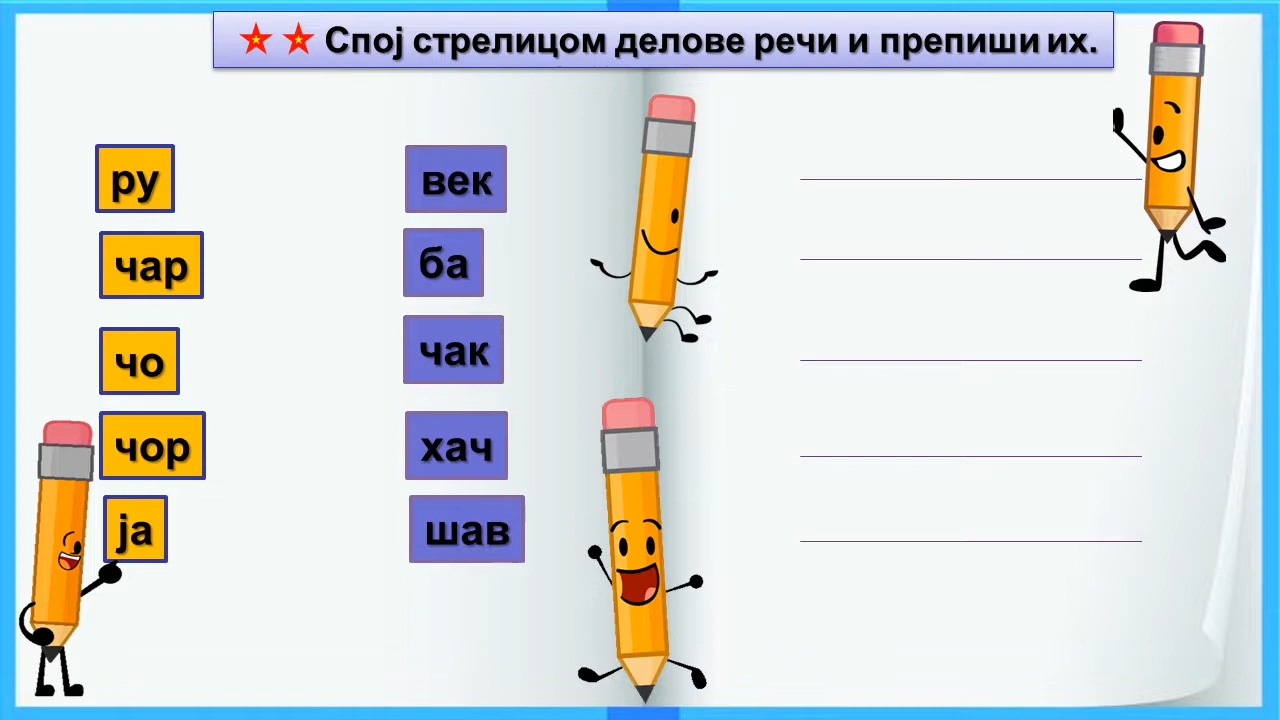 Спој стрелицом делове речи и препиши их.
ру
век
чар
ба
чо
чак
чор
хач
ја
шав